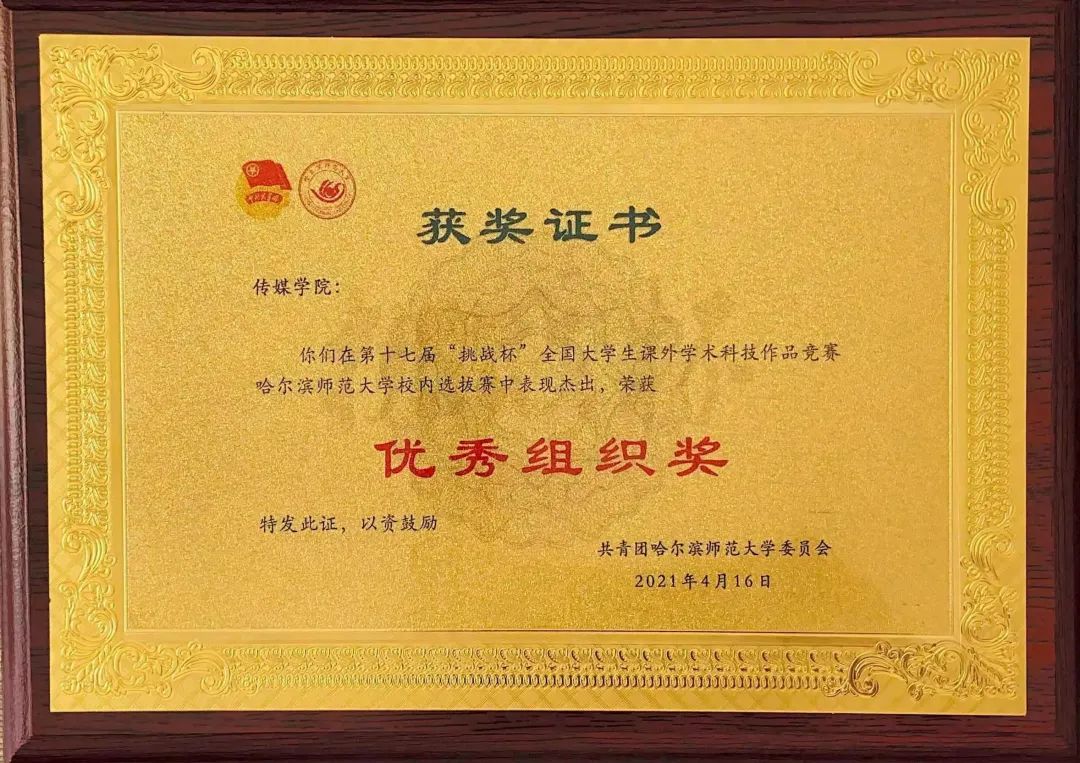 获奖证书
传媒学院：
你们在第十七届“挑战杯”全国大学生课外学术科技作品竞赛
哈尔滨师范大学校内选拔赛中表现杰出，荣获
优秀组织奖
特发此证，以资鼓励
共青团哈尔滨师范大学委员会
2021年4月16日